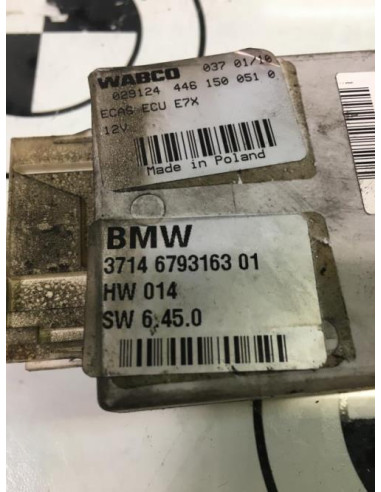 WABCO 037 01/10
029124 446 150 051 0
ECAS ECU E7X
12V
Made in Poland
BMW
3714 6793163 01
HW 014
SW 6.45.0